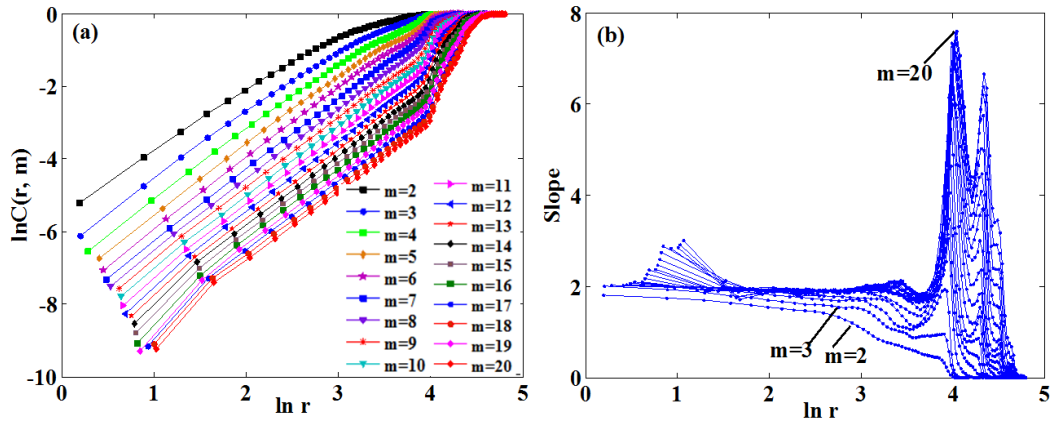 (a)
lnC(r, m)
0
-2
-4
-6
-8
-10
0
1
2
3
4
5
ln r
m=2
m=3
m=4
m=5
m=6
m=7
m=8
m=9
m=10
m=11
m=12
m=13
m=14
m=15
m=16
m=17
m=18
m=19
m=20
(b)
Slope
8
6
4
2
0
0
1
2
3
4
5
ln r
m=20
m=3
m=2